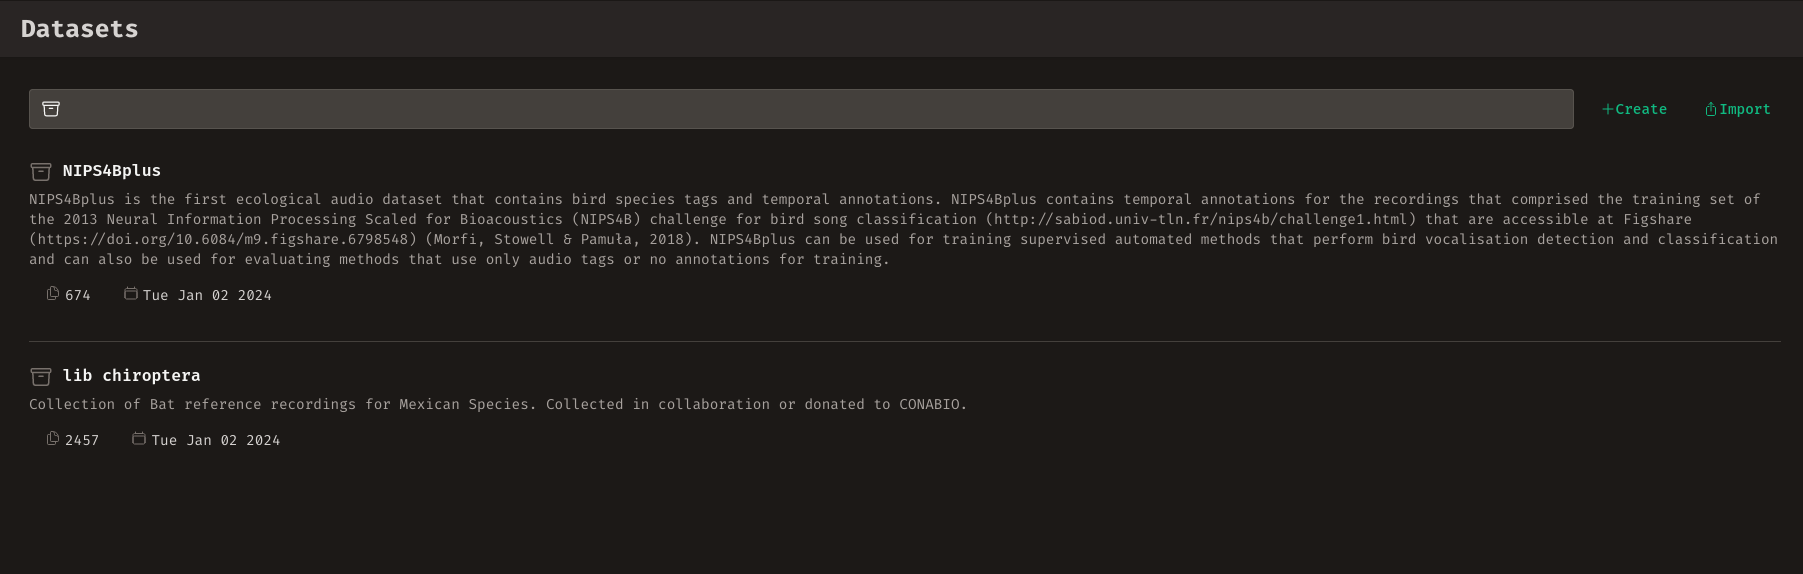 Datasets
Create
Import
NIPS4Bplus
NIPS4Bplus is the first ecological audio dataset that contains bird species tags and temporal annotations. NIPS4Bplus contains temporal annotations for the recordings that comprised the training set of
the 2013 Neural Information Processing Scaled for Bioacoustics (NIPS4B) challenge for bird song classification (http://sabiod.univ-tln.fr/nips4b/challenge1.html) that are accessible at Figshare
(https://doi.org/10.6084/m9.figshare.6798548) (Morfi, Stowell & Pamuła, 2018). NIPS4Bplus can be used for training supervised automated methods that perform bird vocalisation detection and classification
and can also be used for evaluating methods that use only audio tags or no annotations for training.
674 Tue Jan 02 2024
lib chiroptera
Collection of Bat reference recordings for Mexican Species. Collected in collaboration or donated to CONABIO.
2457 Tue Jan 02 2024